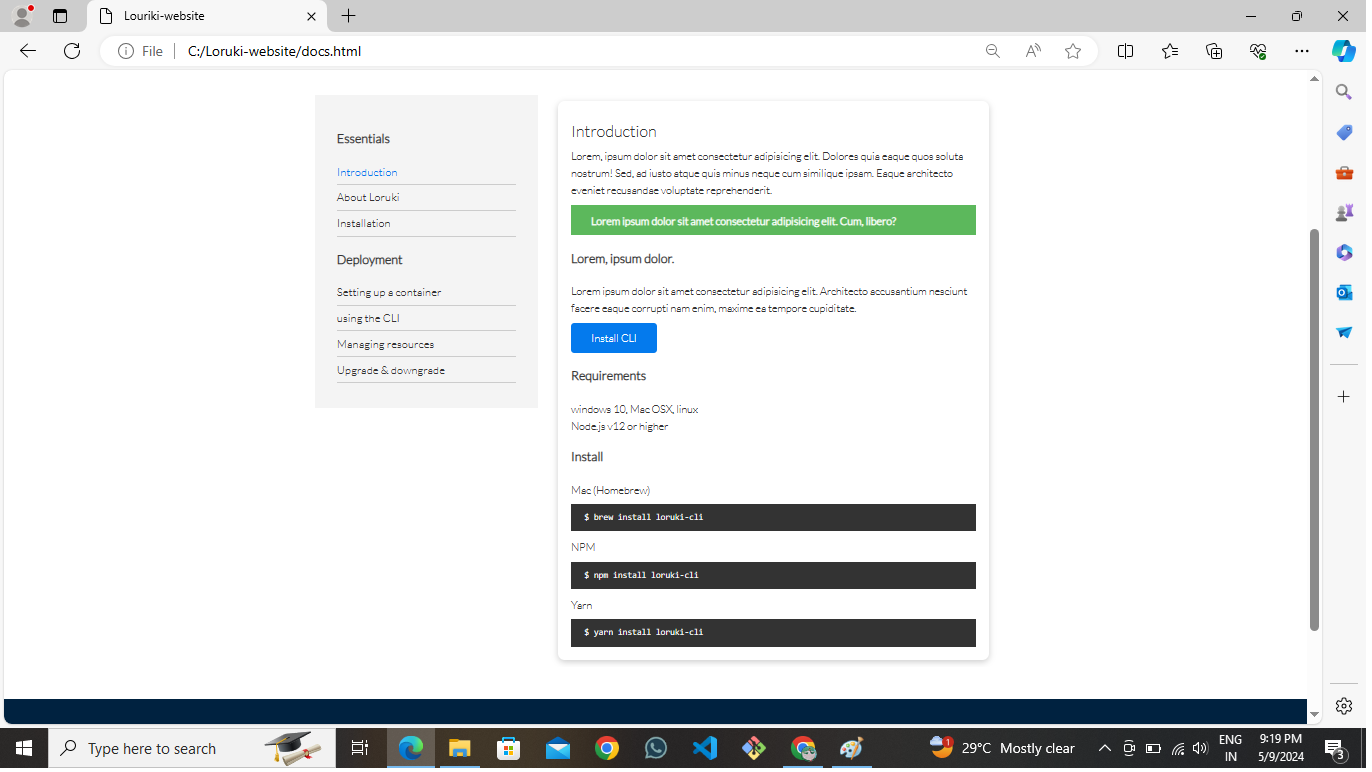 Louriki-website
File
C:/Loruki-website/docs.html
Essentials
Introduction
About Loruki
Installation
Deployment
Setting up a container
using the CLI
Managing resources
Upgrade & downgrade
Introduction
Lorem, ipsum dolor sit amet consectetur adipisicing elit. Dolores quia eaque quos soluta
nostrum! Sed, ad iusto atque quis minus neque cum similique ipsam. Eaque architecto
eveniet recusandae voluptate reprehenderit.
Lorem ipsum dolor sit amet consectetur adipisicing elit. Cum, libero?
Lorem, ipsum dolor.
Lorem ipsum dolor sit amet consectetur adipisicing elit. Architecto accusantium nesciunt
facere eaque corrupti nam enim, maxime ea tempore cupiditate.
Install CLI
Requirements
windows 10, Mac OSX, linux
Node.js v12 or higher
Install
Mac (Homebrew)
$ brew install loruki-cli
NPM
$ npm install loruki-cli
Yarn
$ yarn install loruki-cli
Type here to search
1
29°C Mostly clear
ENG
IN
9:19 PM
5/9/2024
3